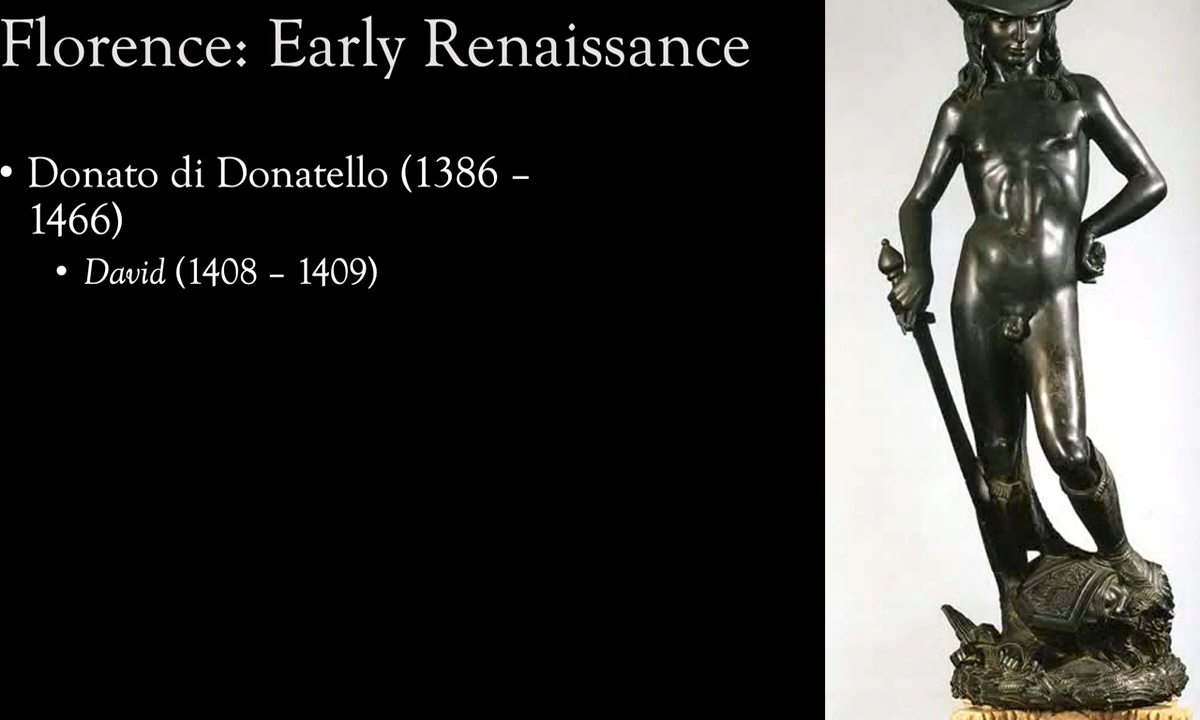 Florence: Early Renaissance
• Donato di Donatello (1386 –
1466)
• David (1408 – 1409)